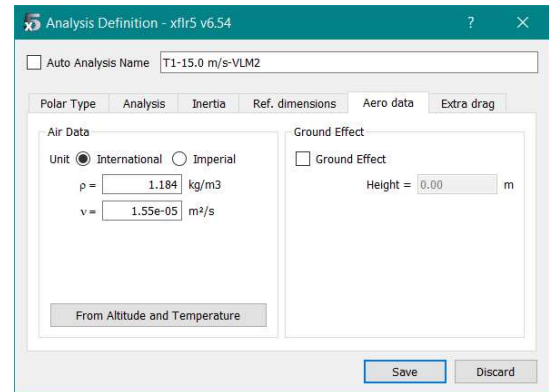 Analysis Definition - xflr5 v6.54
Auto Analysis Name T1-15.0 m/s-VLM2
Polar Type Analysis Inertia Ref. dimensions Aero data Extra drag
Air Data
Unit International Imperial
ρ = 1.184 kg/m3
ν = 1.55e-05 m²/s
From Altitude and Temperature
Ground Effect
Ground Effect
Height = 0.00 m
Save Discard